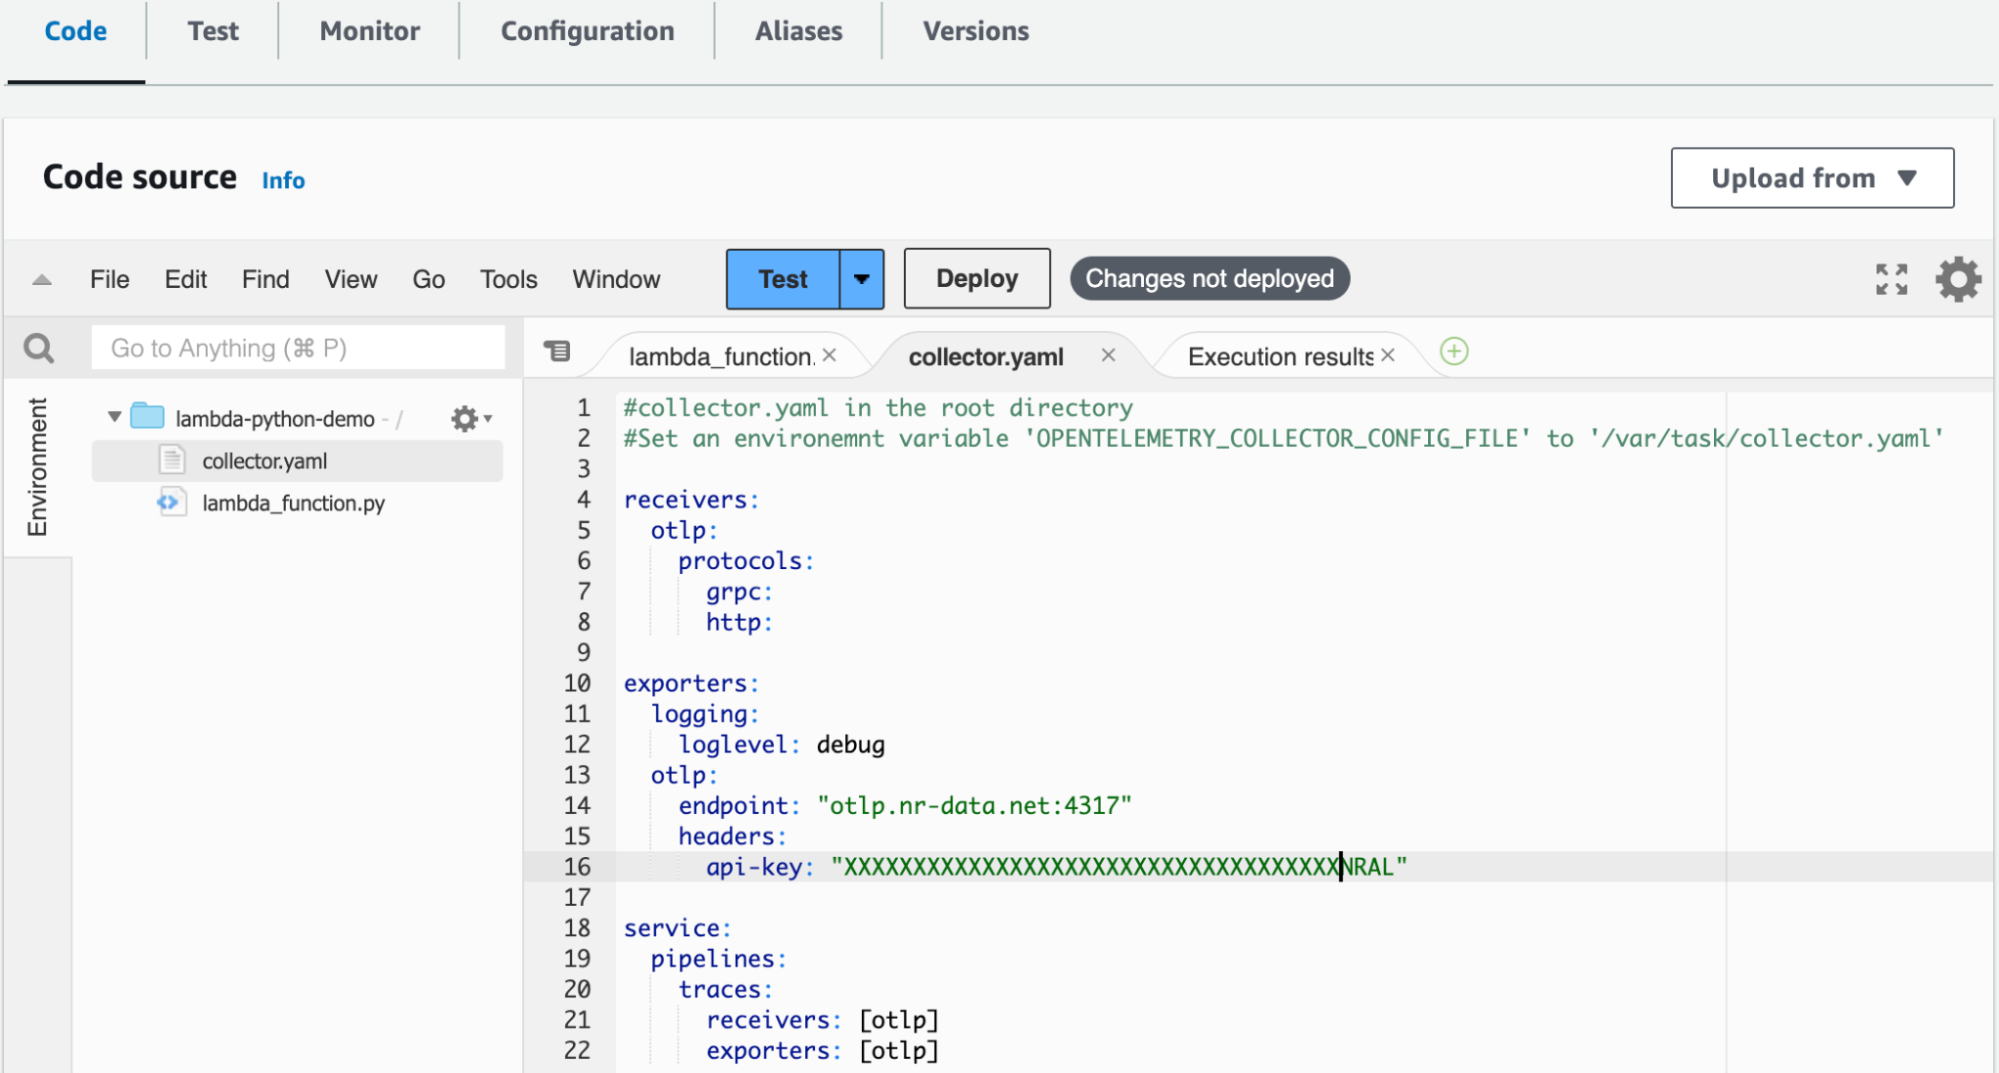 Code Test Monitor Configuration Aliases Versions
Code source Info
Upload from
File Edit Find View Go Tools Window Test Deploy Changes not deployed
Go to Anything (⌘ P)
lambda_function. collector.yaml Execution results
Environment
lambda-python-demo - /
collector.yaml
lambda_function.py
1 #collector.yaml in the root directory
2 #Set an environemnt variable 'OPENTELEMETRY_COLLECTOR_CONFIG_FILE' to '/var/task/collector.yaml'
3
4 receivers:
5 otlp:
6 protocols:
7 grpc:
8 http:
9
10 exporters:
11 logging:
12 loglevel: debug
13 otlp:
14 endpoint: "otlp.nr-data.net:4317"
15 headers:
16 api-key: "XXXXXXXXXXXXXXXXXXXXXXXXXXXXXXXXXXXXNRAL"
17
18 service:
19 pipelines:
20 traces:
21 receivers: [otlp]
22 exporters: [otlp]